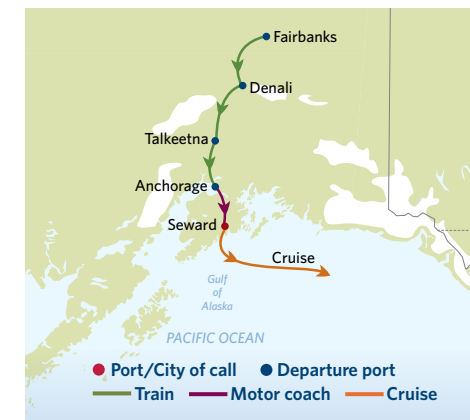 Fairbanks
Denali
Talkeetna
Anchorage
Seward
Cruise
Gulf
of
Alaska
PACIFIC OCEAN
Port/City of call Departure port
Train Motor coach Cruise